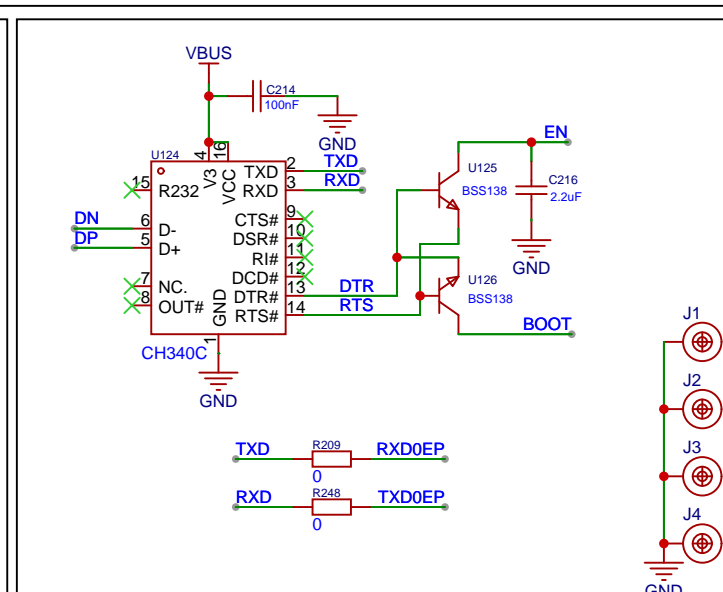 VBUS
C214
100nF
GND
U124
4
16
V3
VCC
15
R232
TXD
2
TXD
RXD
3
RXD
CTS#
9
DSR#
10
RI#
11
DCD#
12
DTR#
13
DTR
RTS#
14
RTS
DN
6
D-
DP
5
D+
7
NC.
8
OUT#
GND
1
CH340C
GND
EN
U125
BSS138
C216
2.2uF
GND
U126
BSS138
BOOT
TXD
R209
RXD0EP
0
RXD
R248
TXD0EP
0
J1
J2
J3
J4
GND